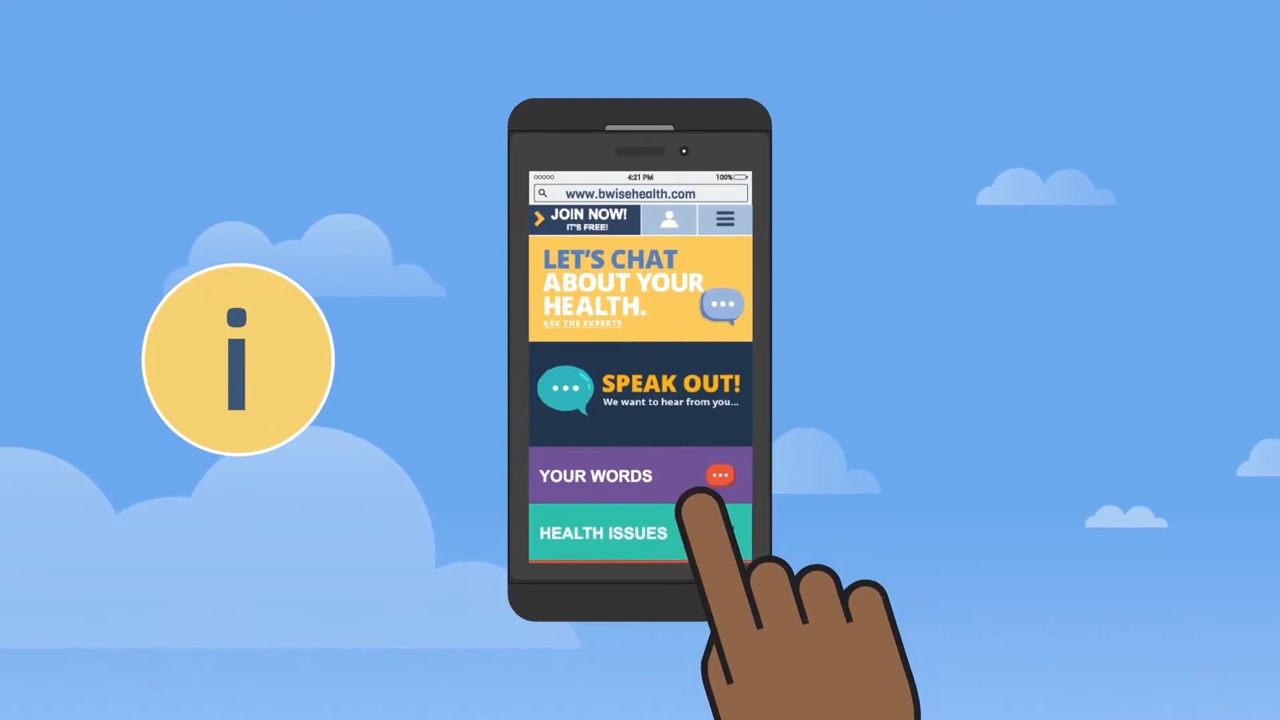 4:21 PM
100%
www.bwisehealth.com
JOIN NOW!
IT'S FREE!
LET'S CHAT
ABOUT YOUR
HEALTH.
ASK THE EXPERTS
SPEAK OUT!
We want to hear from you...
YOUR WORDS
HEALTH ISSUES
i